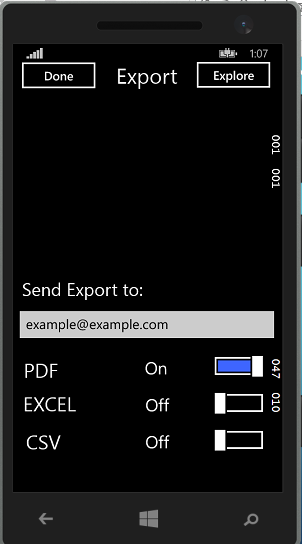 1:07
Done Export Explore
001
001
Send Export to:
example@example.com
PDF On
047
EXCEL Off
010
CSV Off